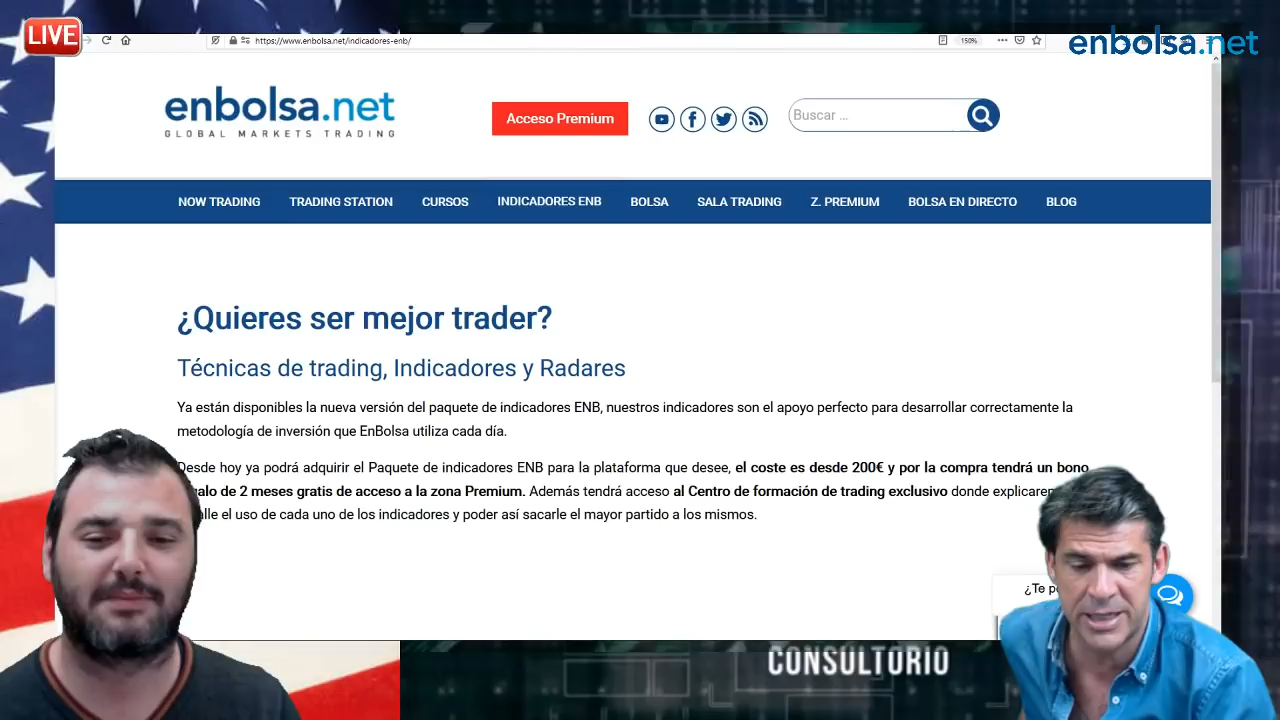 LIVE
https://www.enbolsa.net/indicadores-enb/
150%
enbolsa.net
enbolsa.net
GLOBAL MARKETS TRADING
Acceso Premium
Buscar ...
NOW TRADING TRADING STATION CURSOS INDICADORES ENB BOLSA SALA TRADING Z. PREMIUM BOLSA EN DIRECTO BLOG
¿Quieres ser mejor trader?
Técnicas de trading, Indicadores y Radares
Ya están disponibles la nueva versión del paquete de indicadores ENB, nuestros indicadores son el apoyo perfecto para desarrollar correctamente la
metodología de inversión que EnBolsa utiliza cada día.
Desde hoy ya podrá adquirir el Paquete de indicadores ENB para la plataforma que desee, el coste es desde 200€ y por la compra tendrá un bono
de 2 meses gratis de acceso a la zona Premium. Además tendrá acceso al Centro de formación de trading exclusivo donde
el uso de cada uno de los indicadores y poder así sacarle el mayor partido a los mismos.
¿Te
CONSULTORIO